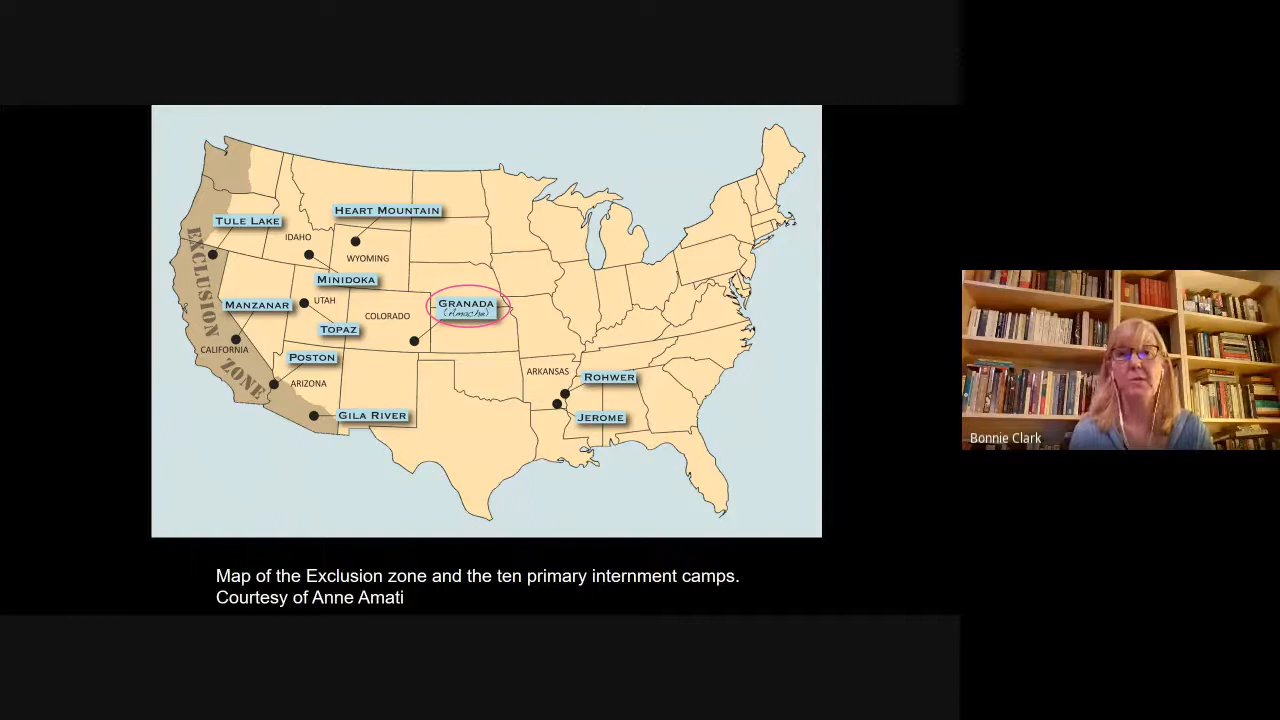 HEART MOUNTAIN
TULE LAKE
IDAHO
WYOMING
EXCLUSION ZONE
MINIDOKA
MANZANAR
UTAH
GRANADA
(Amache)
COLORADO
TOPAZ
CALIFORNIA
POSTON
ARIZONA
ARKANSAS
ROHWER
GILA RIVER
JEROME
Map of the Exclusion zone and the ten primary internment camps.
Courtesy of Anne Amati
Bonnie Clark